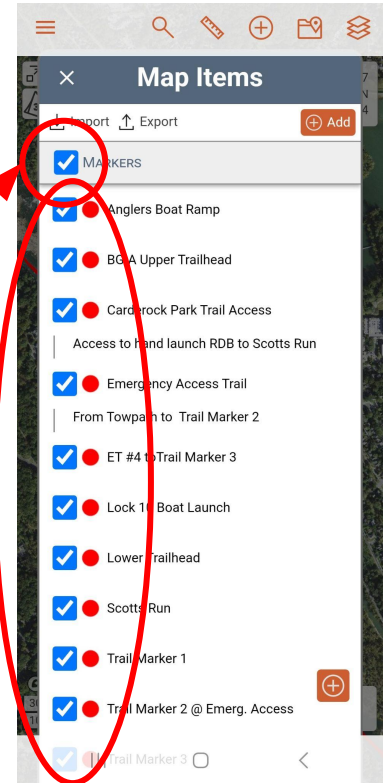 Map Items
Import Export Add
MARKERS
Anglers Boat Ramp
BG A Upper Trailhead
Carderock Park Trail Access
Access to hand launch RDB to Scotts Run
Emergency Access Trail
From Towpath to Trail Marker 2
ET #4 to Trail Marker 3
Lock 10 Boat Launch
Lower Trailhead
Scotts Run
Trail Marker 1
Trail Marker 2 @ Emerg. Access
Trail Marker 3